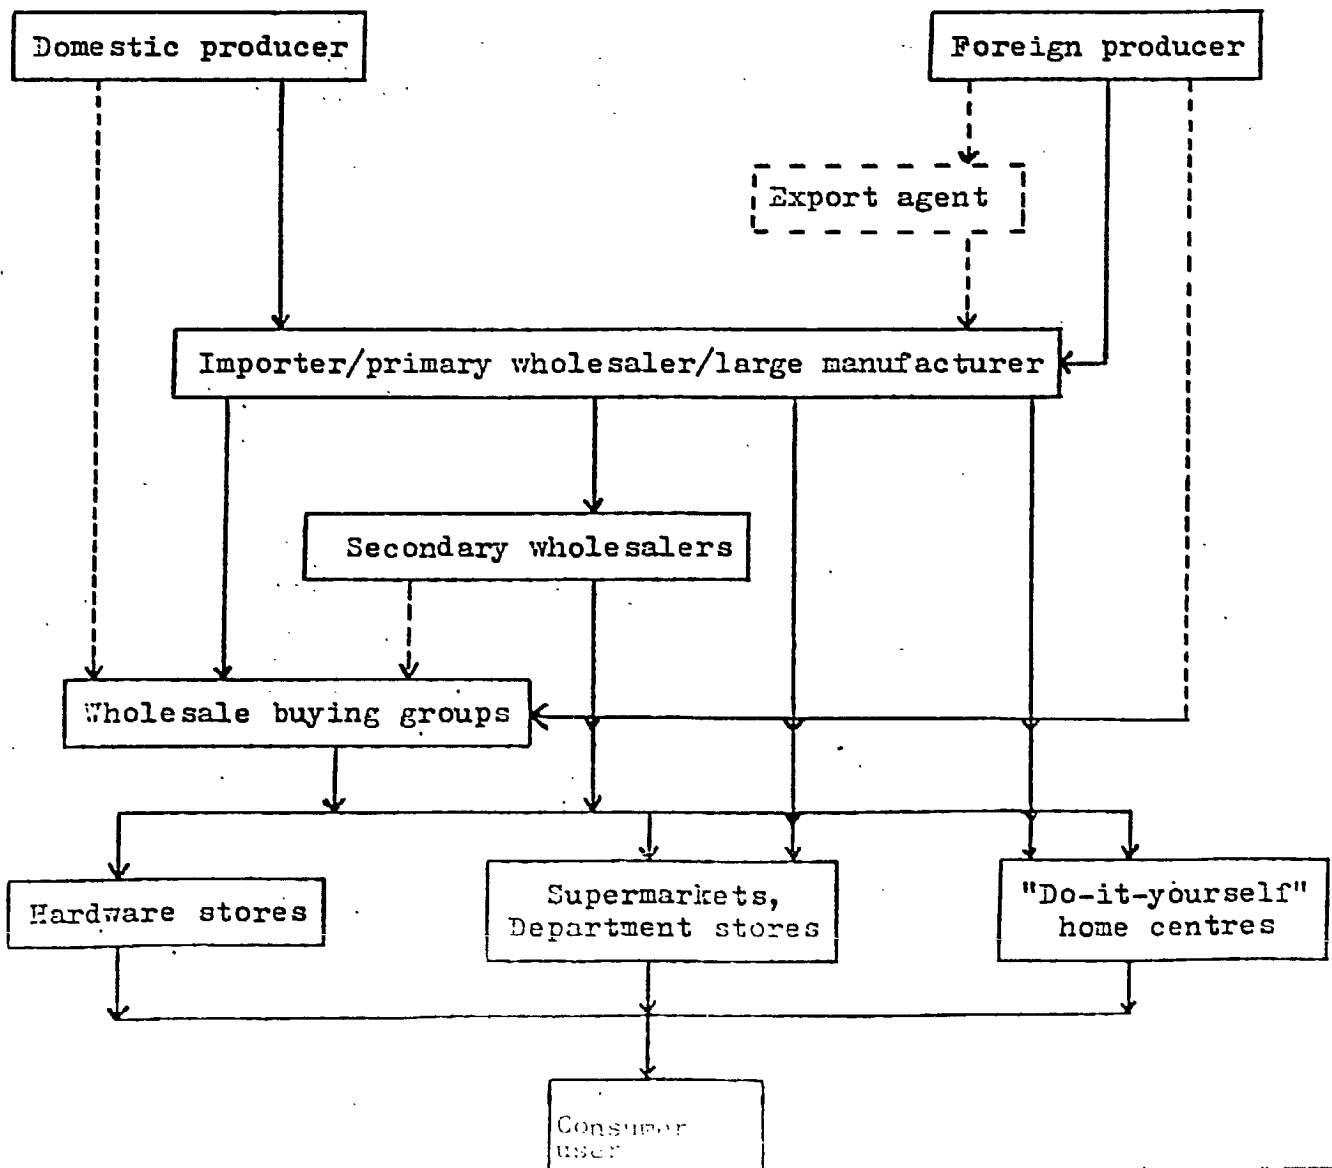 Domestic producer
Foreign producer
Export agent
Importer/primary wholesaler/large manufacturer
Secondary wholesalers
Wholesale buying groups
Hardware stores
Supermarkets,
Department stores
"Do-it-yourself"
home centres
Consumer
user